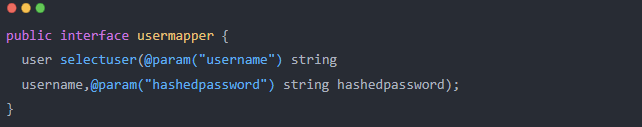 public interface usermapper {
user selectuser(@param("username") string
username,@param("hashedpassword") string hashedpassword);
}